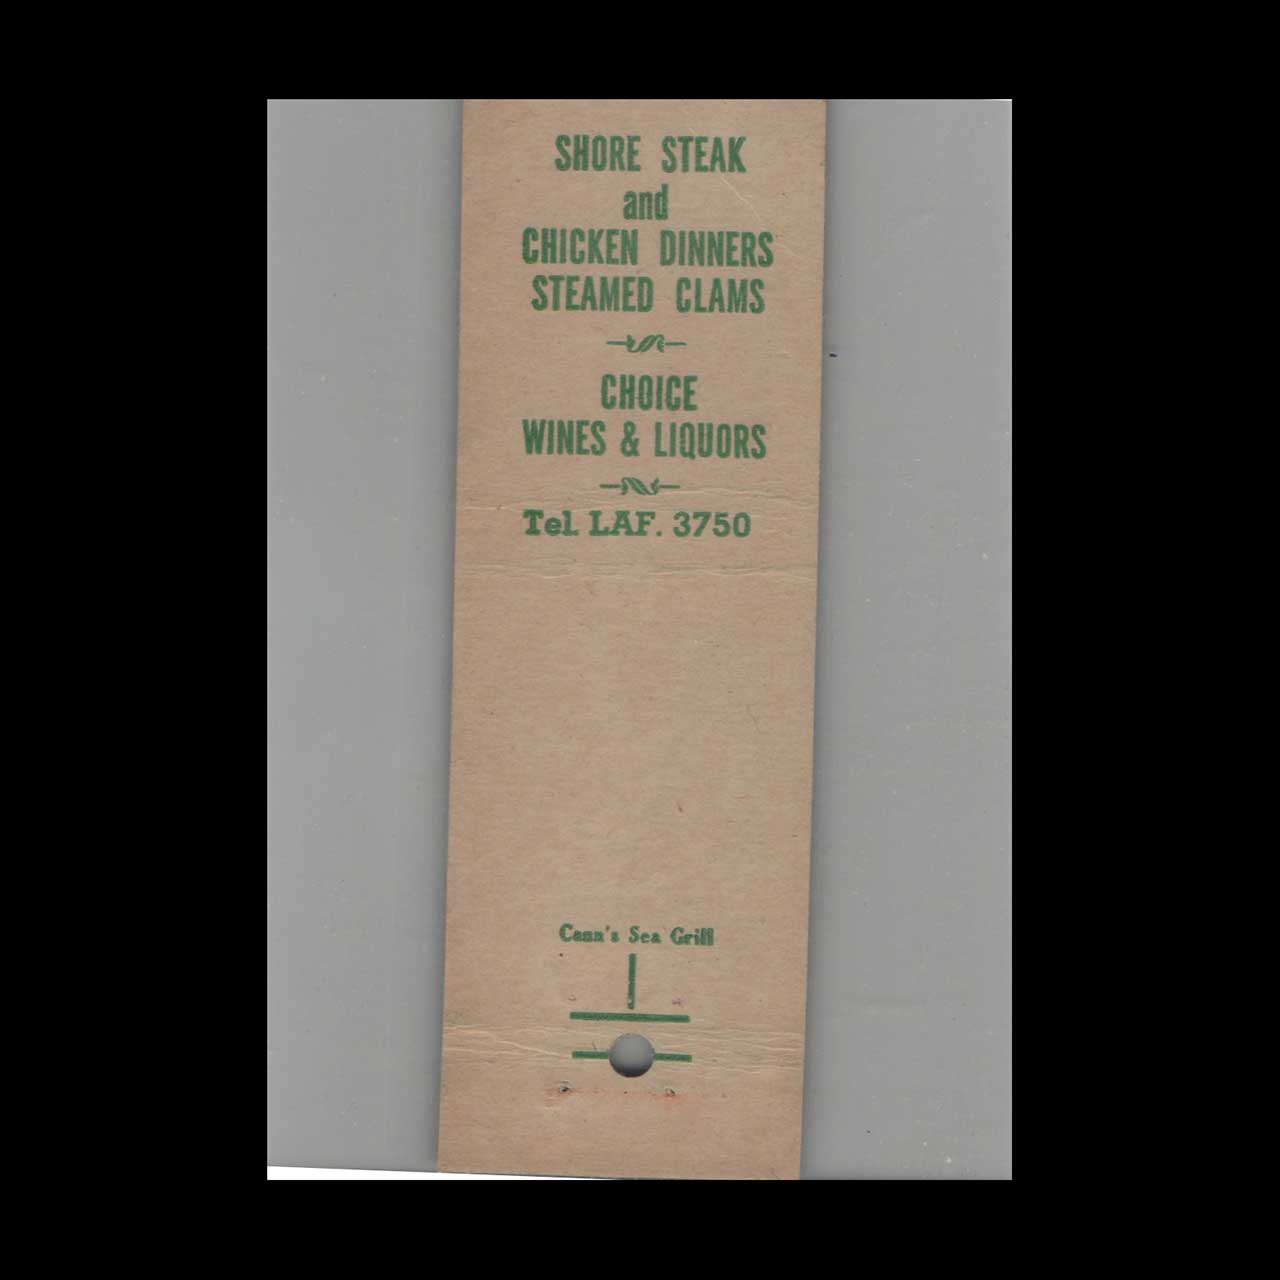 SHORE STEAK
and
CHICKEN DINNERS
STEAMED CLAMS
CHOICE
WINES & LIQUORS
Tel. LAF. 3750
Cann's Sea Grill